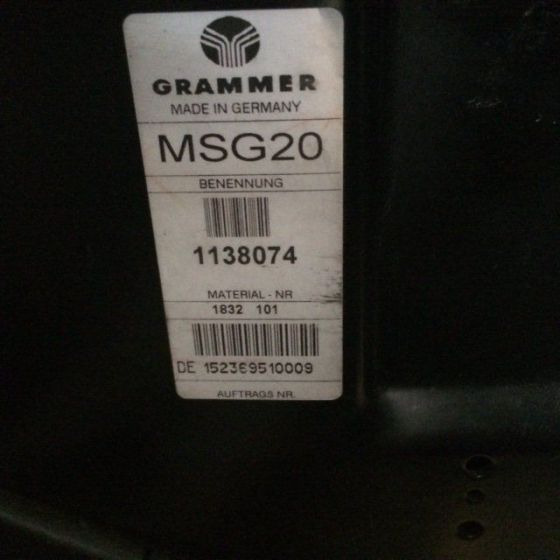 GRAMMER
MADE IN GERMANY
MSG20
BENENNUNG
1138074
MATERIAL - NR
1832 101
DE 152369510009
AUFTRAGS NR.